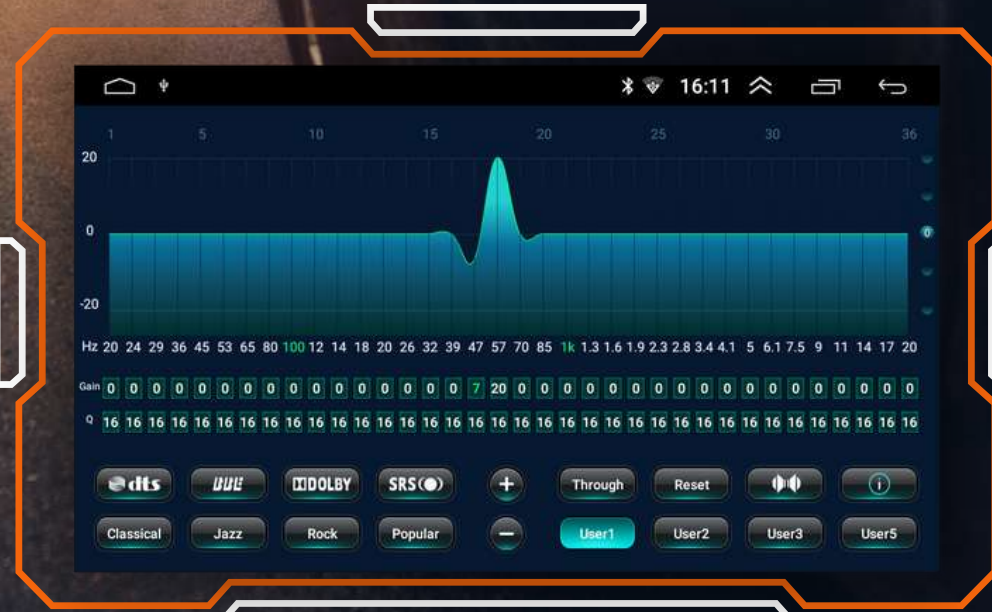 16:11
1 5 10 15 20 25 30 36
20
0
0
-20
Hz 20 24 29 36 45 53 65 80 100 12 14 18 20 26 32 39 47 57 70 85 1k 1.3 1.6 1.9 2.3 2.8 3.4 4.1 5 6.1 7.5 9 11 14 17 20
Gain 0 0 0 0 0 0 0 0 0 0 0 0 0 0 0 0 7 20 0 0 0 0 0 0 0 0 0 0 0 0 0 0 0 0 0 0
Q 16 16 16 16 16 16 16 16 16 16 16 16 16 16 16 16 16 16 16 16 16 16 16 16 16 16 16 16 16 16 16 16 16 16 16 16
dts BBE DOLBY SRS + Through Reset i
Classical Jazz Rock Popular − User1 User2 User3 User5